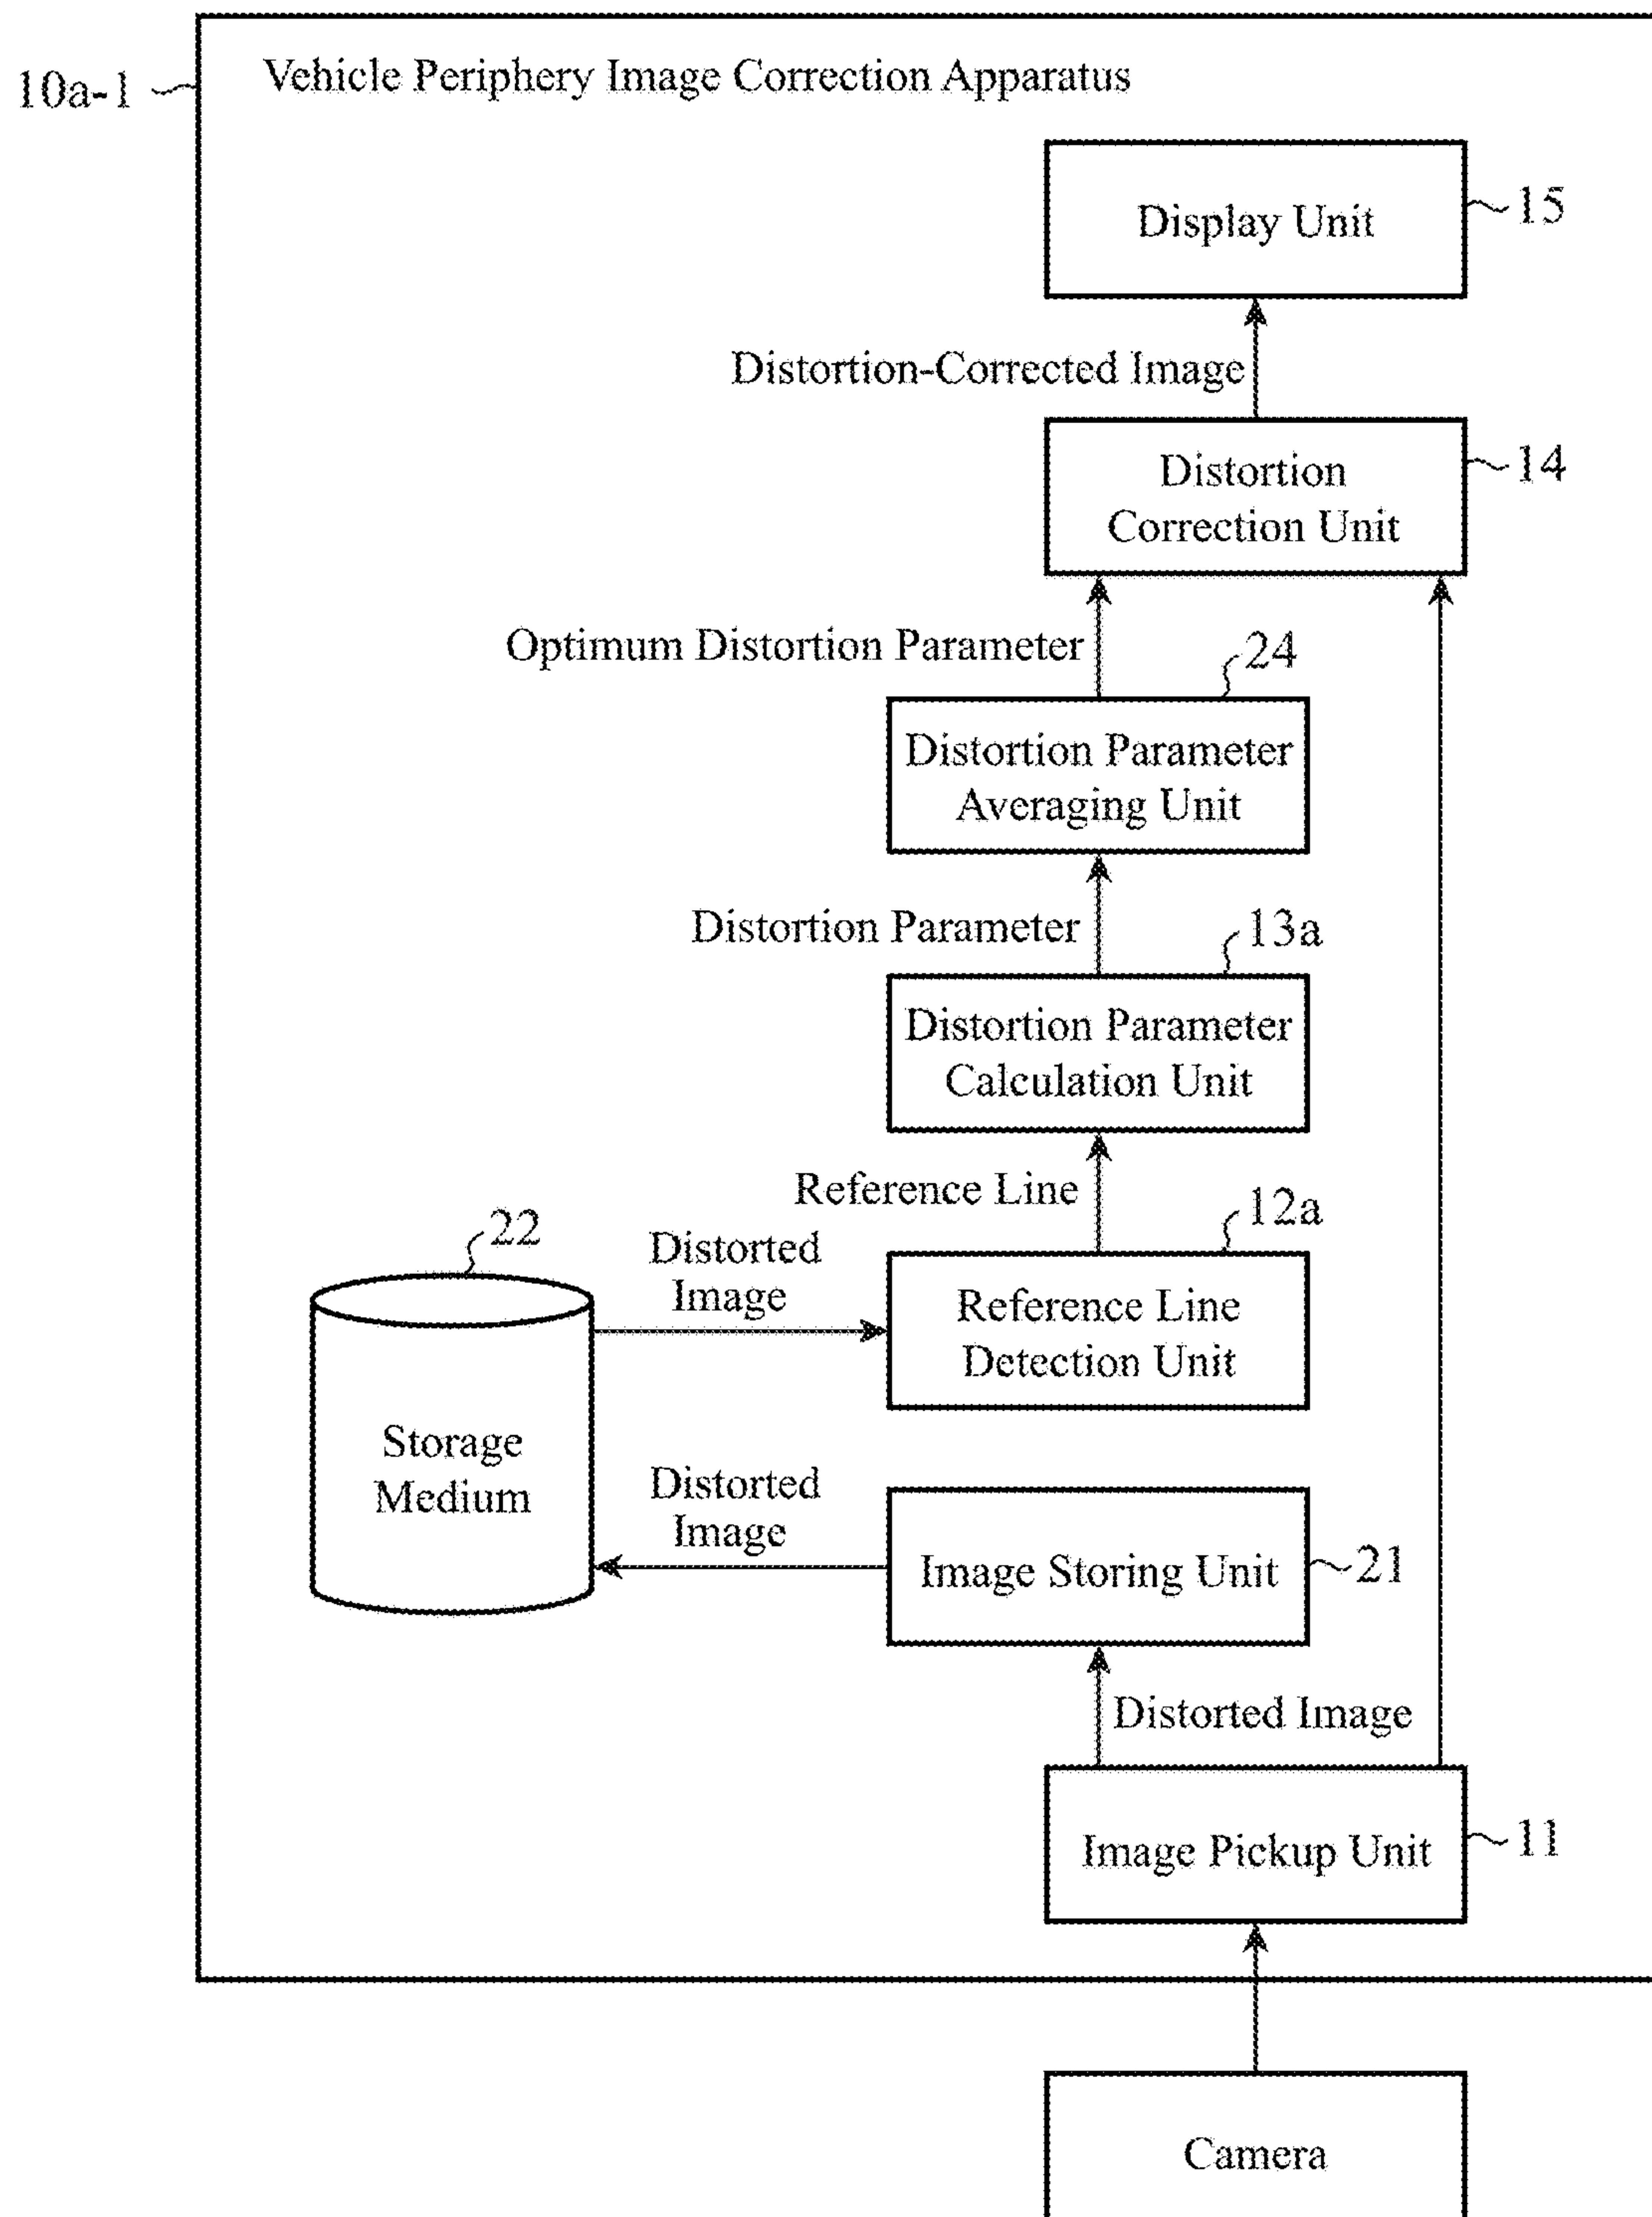 10a-1
Vehicle Periphery Image Correction Apparatus
Display Unit
15
Distortion-Corrected Image
Distortion
Correction Unit
14
Optimum Distortion Parameter
24
Distortion Parameter
Averaging Unit
Distortion Parameter
13a
Distortion Parameter
Calculation Unit
Reference Line
12a
22
Distorted
Image
Reference Line
Detection Unit
Storage
Medium
Distorted
Image
Image Storing Unit
21
Distorted Image
Image Pickup Unit
11
Camera